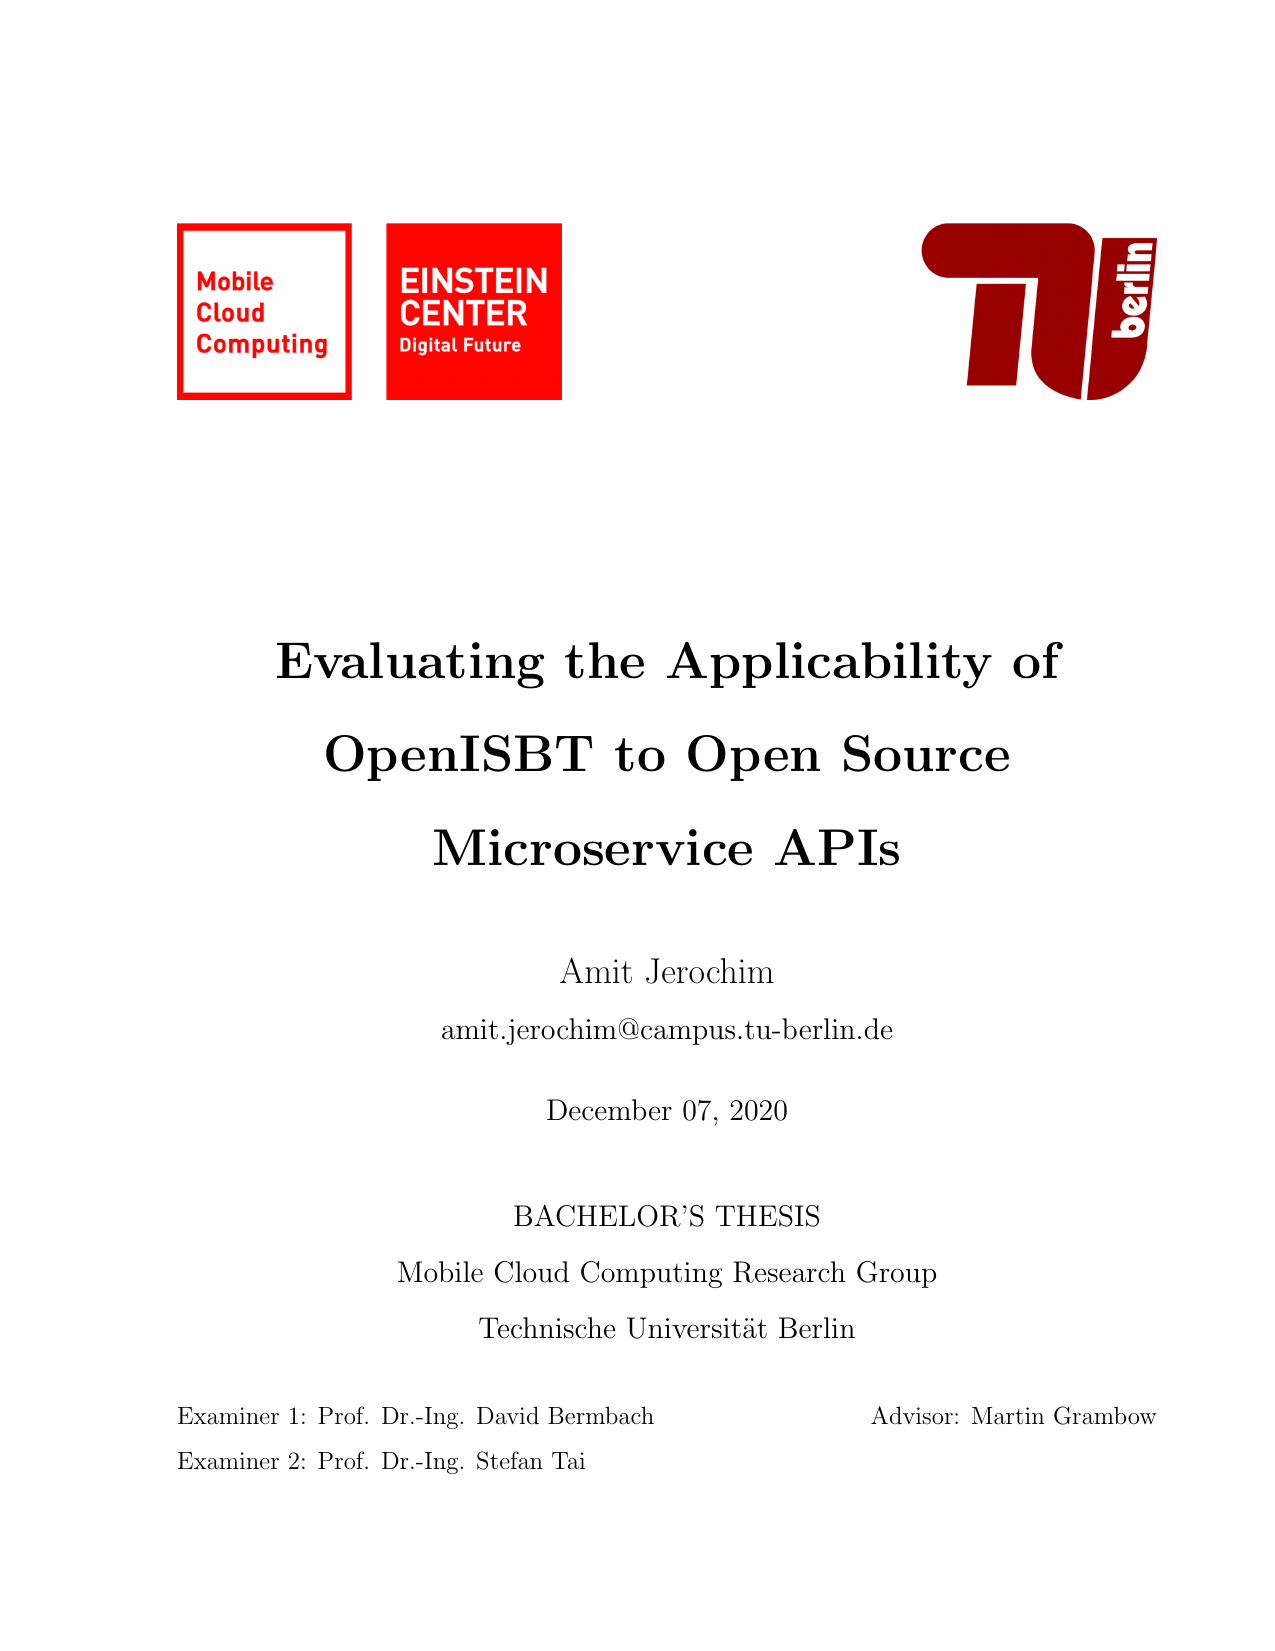 Mobile
Cloud
Computing
EINSTEIN
CENTER
Digital Future
TU
berlin
Evaluating the Applicability of
OpenISBT to Open Source
Microservice APIs
Amit Jerochim
amit.jerochim@campus.tu-berlin.de
December 07, 2020
BACHELOR'S THESIS
Mobile Cloud Computing Research Group
Technische Universität Berlin
Examiner 1: Prof. Dr.-Ing. David Bermbach Advisor: Martin Grambow
Examiner 2: Prof. Dr.-Ing. Stefan Tai